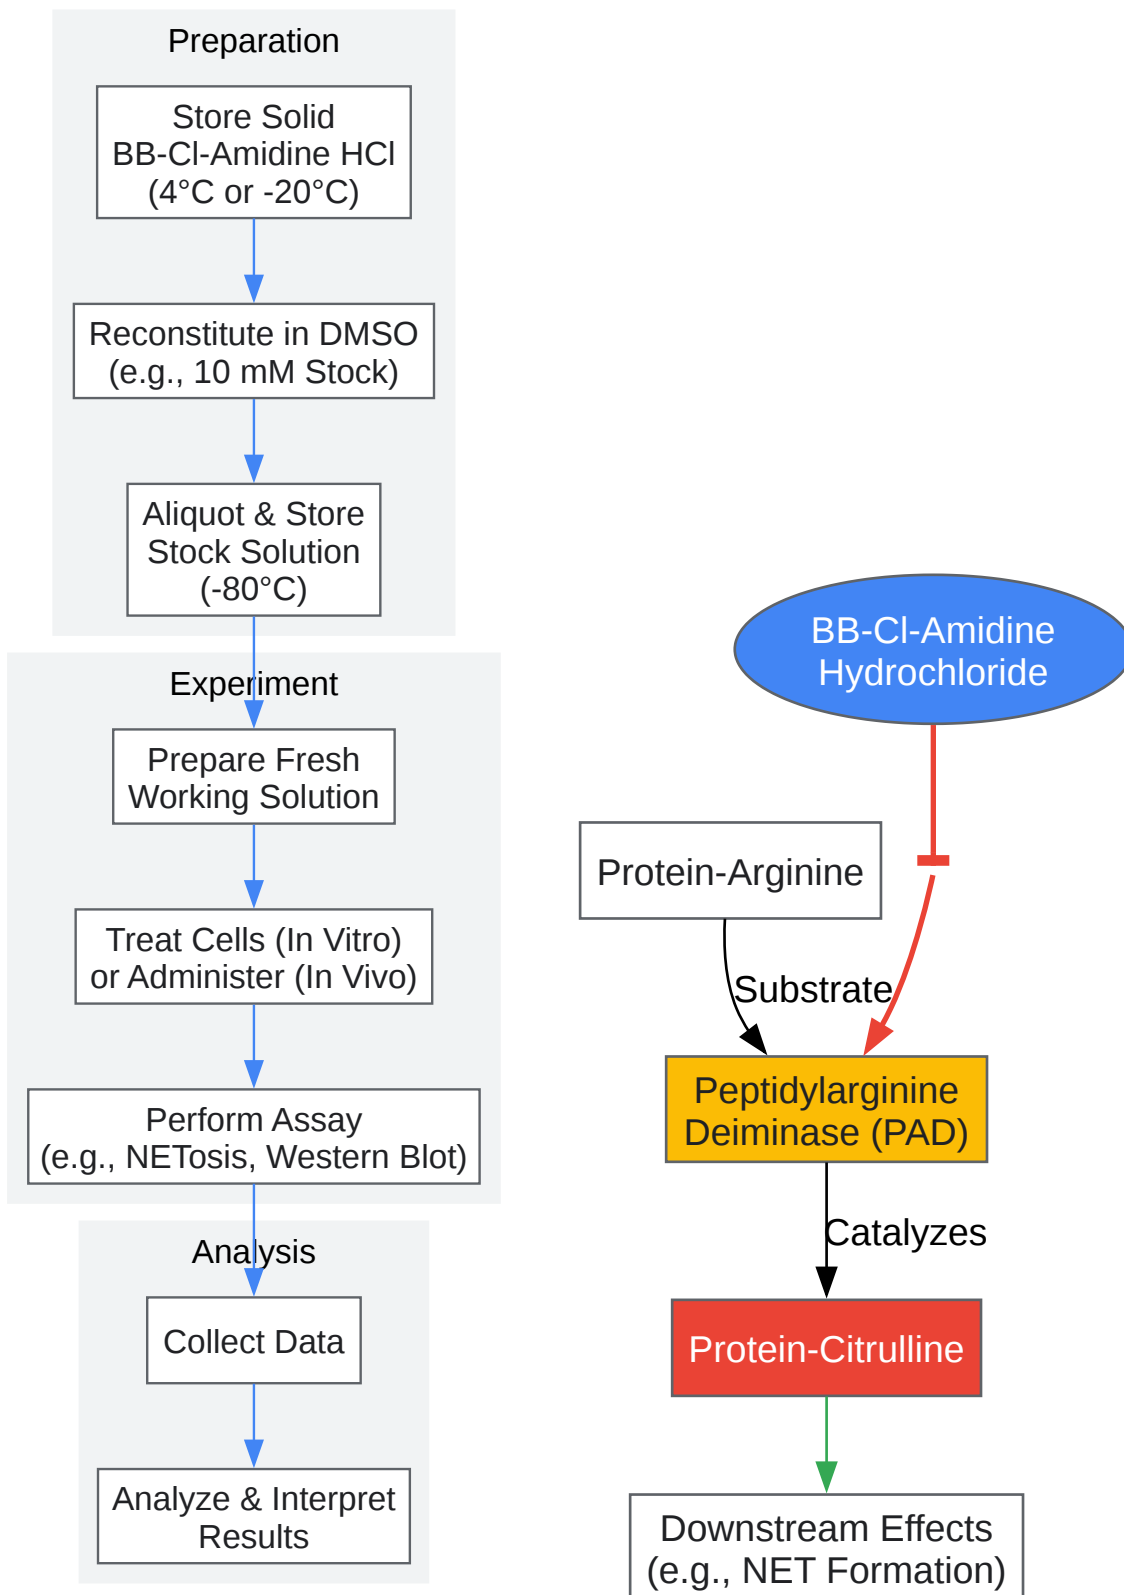 Preparation
Store Solid
BB-Cl-Amidine HCl
(4°C or -20°C)
Reconstitute in DMSO
(e.g., 10 mM Stock)
Aliquot & Store
Stock Solution
(-80°C)
Experiment
Prepare Fresh
Working Solution
Treat Cells (In Vitro)
or Administer (In Vivo)
Perform Assay
(e.g., NETosis, Western Blot)
Analysis
Collect Data
Analyze & Interpret
Results
BB-Cl-Amidine
Hydrochloride
Protein-Arginine
Substrate
Peptidylarginine
Deiminase (PAD)
Catalyzes
Protein-Citrulline
Downstream Effects
(e.g., NET Formation)